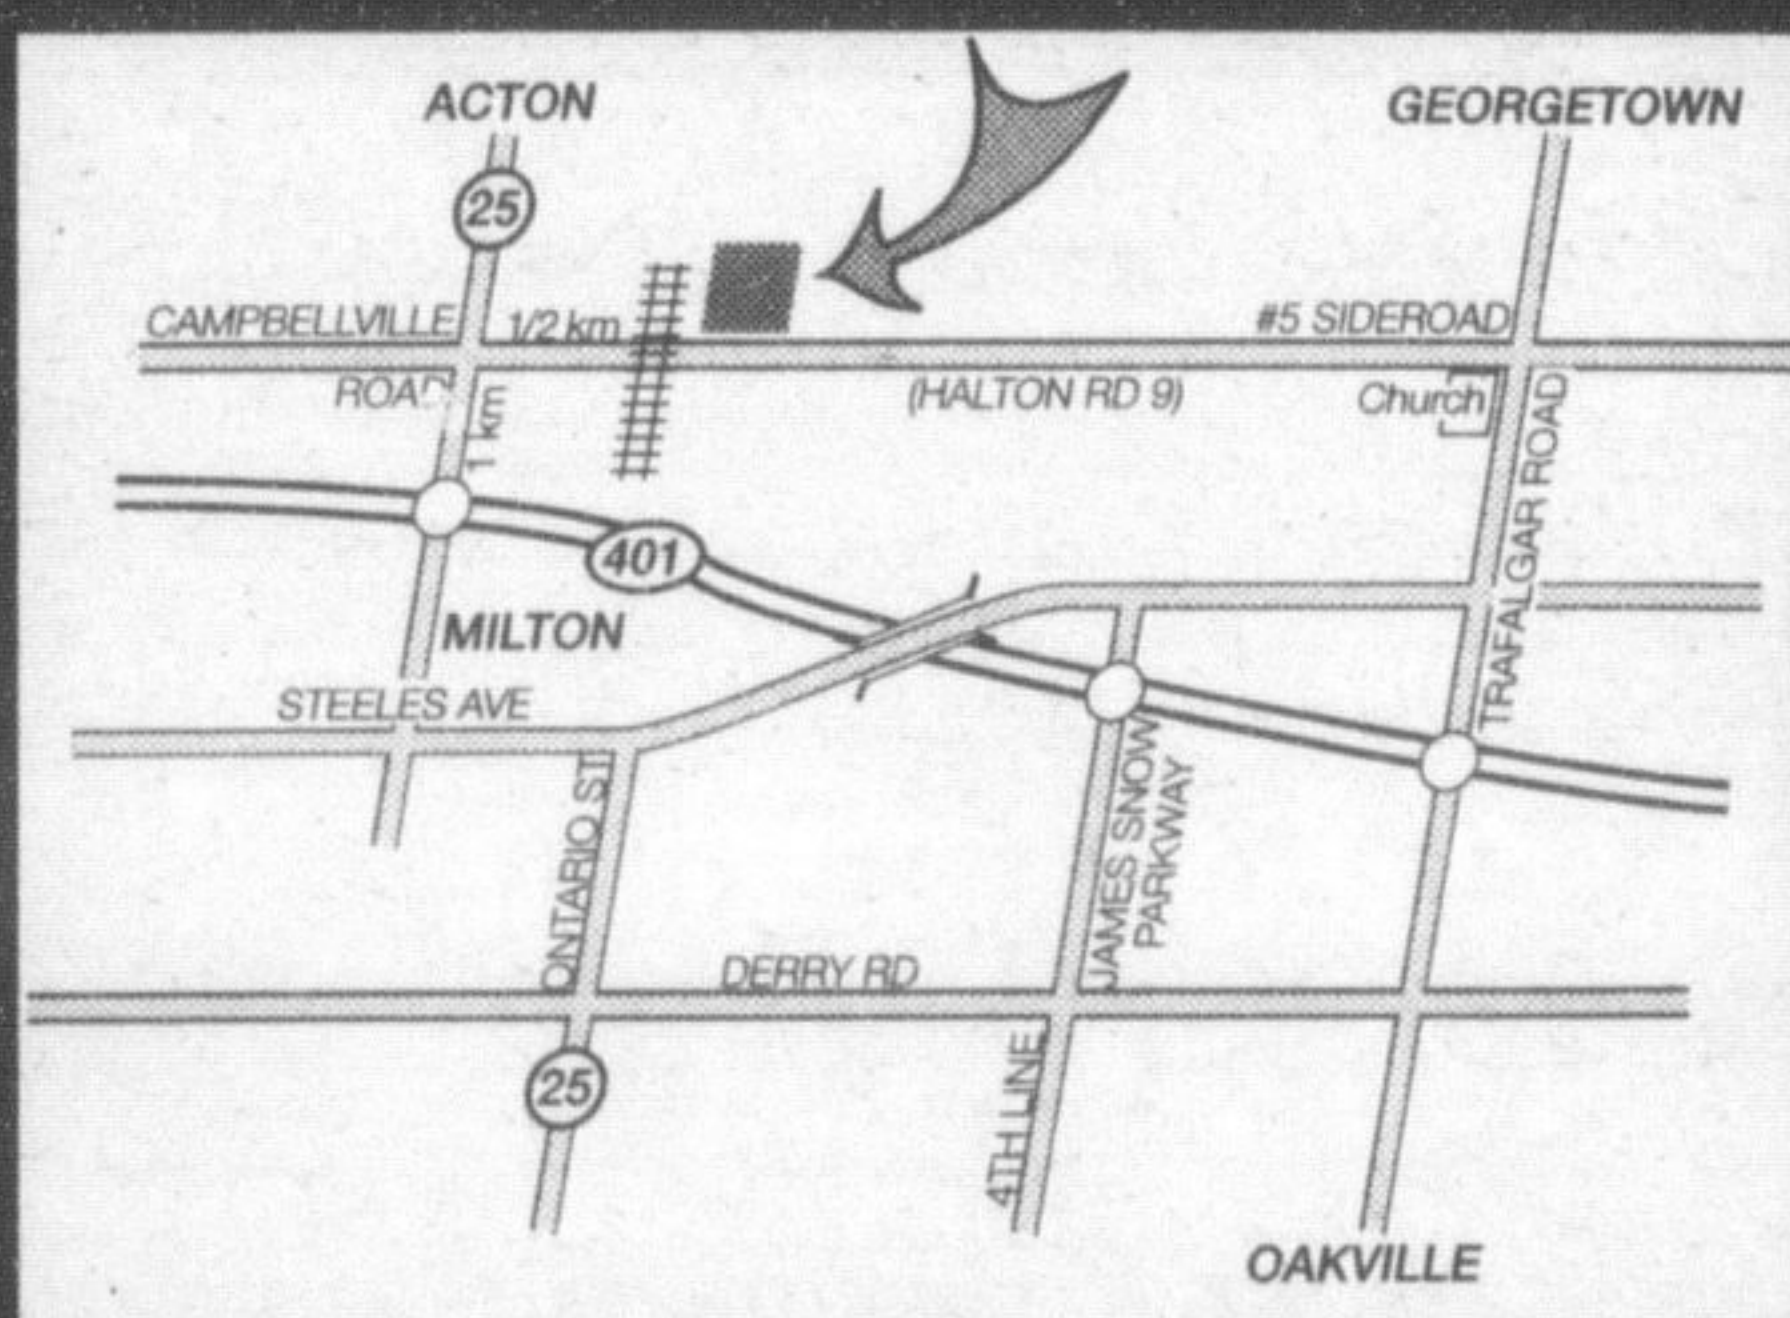 ACTON
GEORGETOWN
25
CAMPBELLVILLE
1/2 km
#5 SIDEROAD
ROAD
(HALTON RD 9)
Church
1 km
TRAFALGAR ROAD
401
MILTON
STEELES AVE
ONTARIO ST
JAMES SNOW
PARKWAY
DERRY RD
25
4TH LINE
OAKVILLE